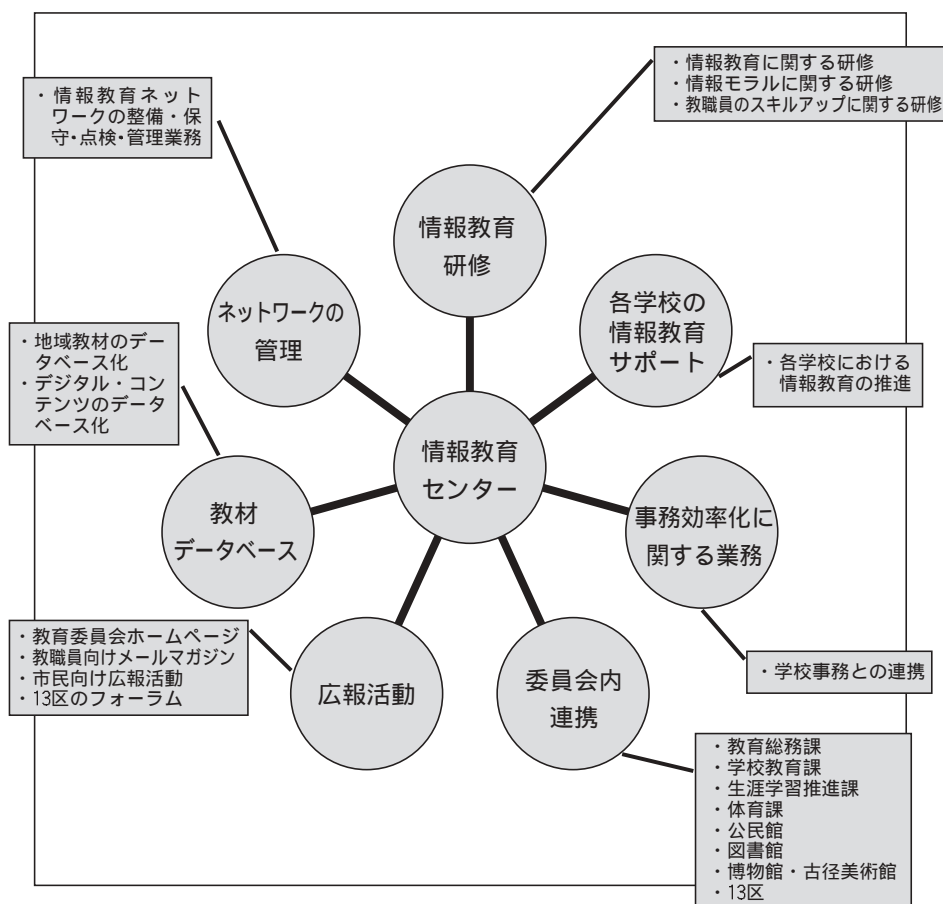 ・情報教育に関する研修
・情報モラルに関する研修
・教職員のスキルアップに関する研修
・情報教育ネット
ワークの整備・保
守・点検・管理業務
情報教育
研修
各学校の
情報教育
サポート
ネットワークの
管理
・地域教材のデー
タベース化
・デジタル・コン
テンツのデータ
ベース化
・各学校における
情報教育の推進
情報教育
センター
教材
データベース
事務効率化に
関する業務
・教育委員会ホームページ
・教職員向けメールマガジン
・市民向け広報活動
・13区のフォーラム
広報活動
委員会内
連携
・学校事務との連携
・教育総務課
・学校教育課
・生涯学習推進課
・体育課
・公民館
・図書館
・博物館・古径美術館
・13区